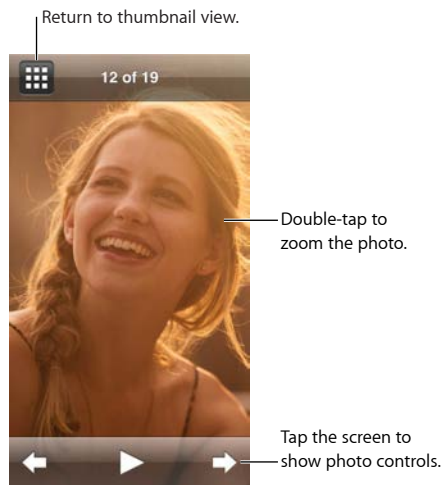 Return to thumbnail view.
12 of 19
Double-tap to
zoom the photo.
Tap the screen to
show photo controls.